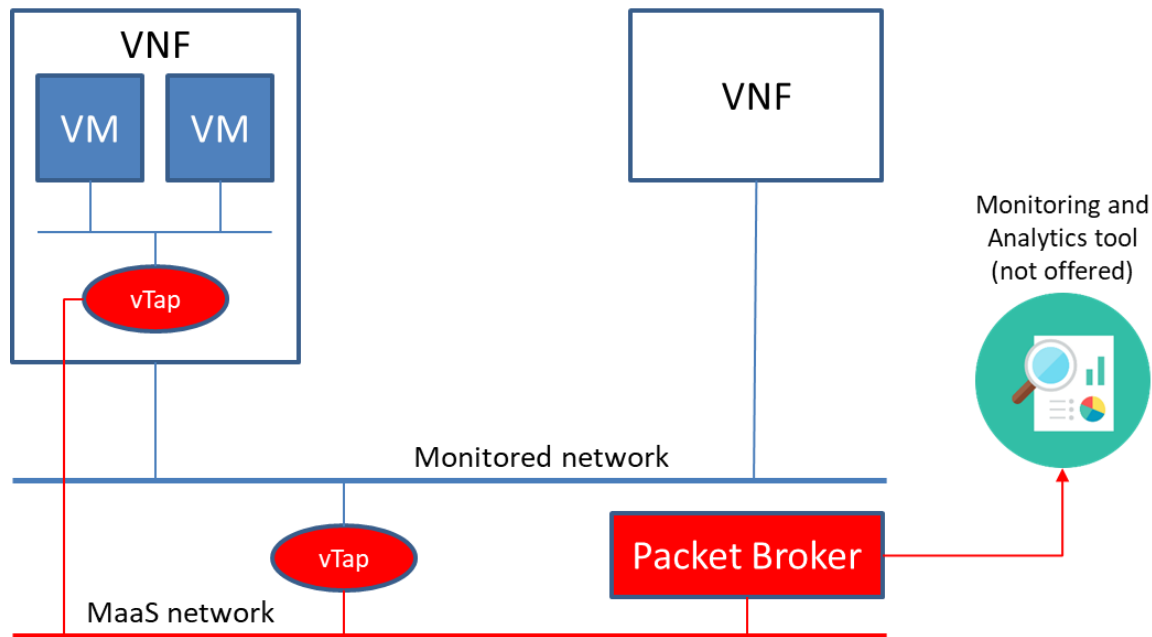 VNF
VM VM
vTap
VNF
Monitoring and
Analytics tool
(not offered)
Monitored network
vTap
Packet Broker
MaaS network